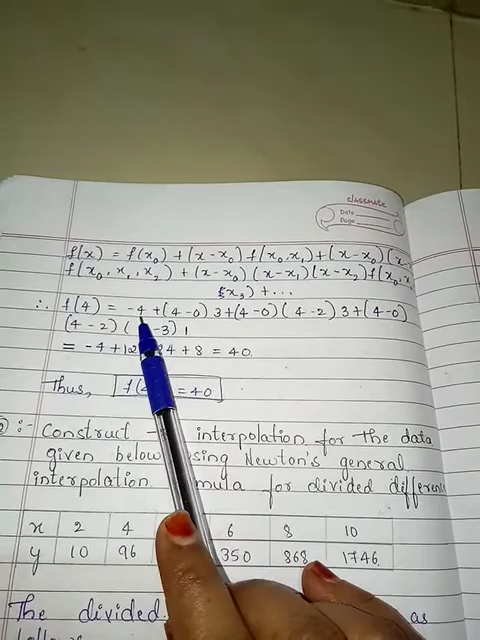 classmate
Date
Page
f(x) = f(x₀) + (x-x₀) f(x₀,x₁) + (x-x₀)(x-
f(x₀, x₁, x₂) + (x-x₀) (x-x₁)(x-x₂) f(x₀,x
x₃) + ...
∴ f(4) = -4 + (4-0) 3 + (4-0) (4-2) 3 + (4-0)
(4-2) ( -3) 1
= -4+12 24 + 8 = 40.
Thus, f( = 40
:- Construct interpolation for the data
given below using Newton's general
interpolation for divided differen
x 2 4 6 8 10
y 10 96 350 868 1746
The divided as